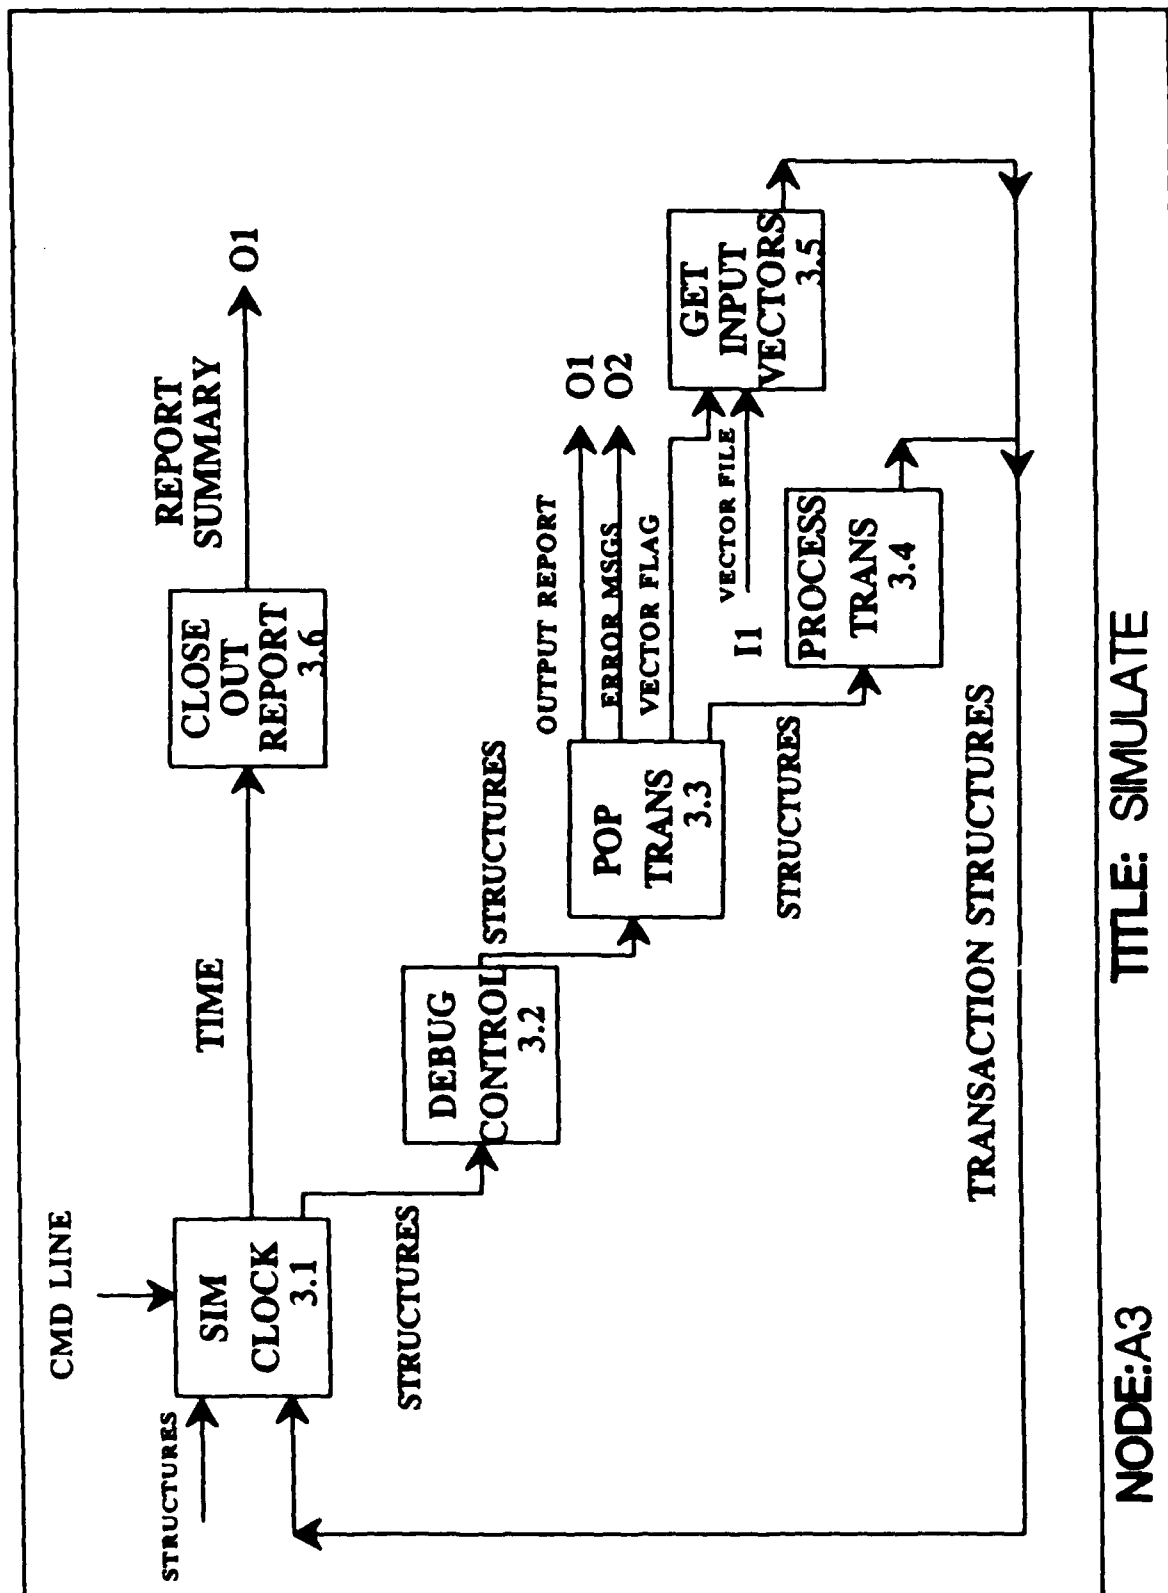 CMD LINE
STRUCTURES
SIM
CLOCK
3.1
TIME
CLOSE
OUT
REPORT
3.6
REPORT
SUMMARY
O1
STRUCTURES
DEBUG
CONTROL
3.2
STRUCTURES
POP
TRANS
3.3
OUTPUT REPORT
O1
ERROR MSGS
O2
VECTOR FLAG
VECTOR FILE
I1
GET
INPUT
VECTORS
3.5
STRUCTURES
PROCESS
TRANS
3.4
TRANSACTION STRUCTURES
NODE:A3
TITLE: SIMULATE